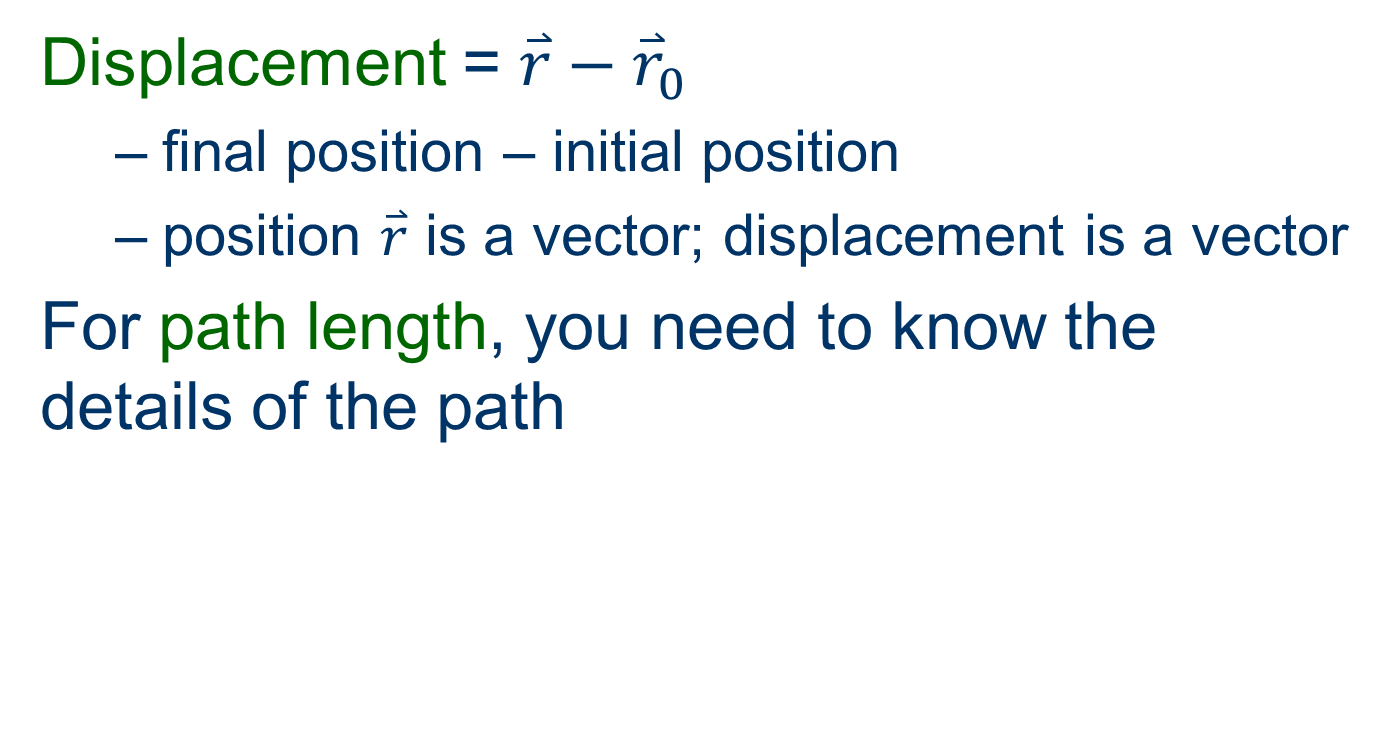 Displacement = r⃗ − r⃗₀
– final position – initial position
– position r⃗ is a vector; displacement is a vector
For path length, you need to know the
details of the path